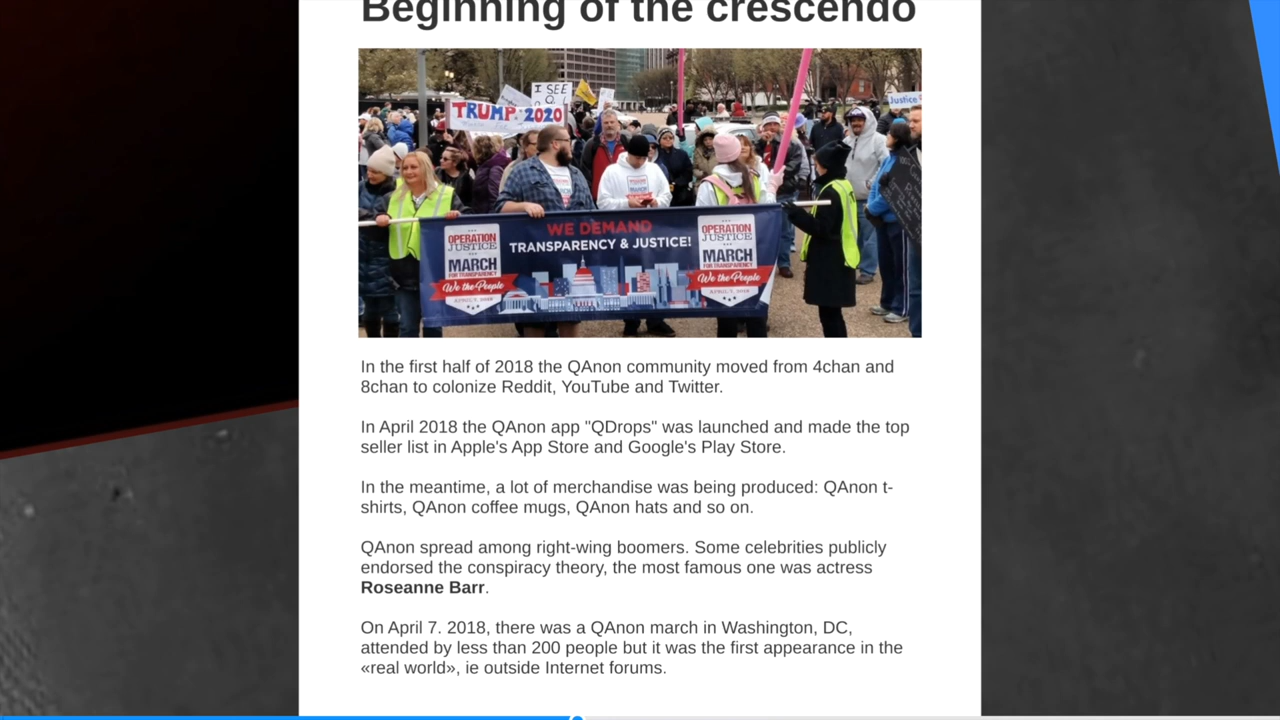 Beginning of the crescendo
I SEE
TRUMP 2020
Justice
WE DEMAND
TRANSPARENCY & JUSTICE!
OPERATION
JUSTICE
MARCH
FOR TRANSPARENCY
We the People
APRIL 7, 2018
OPERATION
JUSTICE
MARCH
FOR TRANSPARENCY
We the People
APRIL 7, 2018
In the first half of 2018 the QAnon community moved from 4chan and
8chan to colonize Reddit, YouTube and Twitter.
In April 2018 the QAnon app "QDrops" was launched and made the top
seller list in Apple's App Store and Google's Play Store.
In the meantime, a lot of merchandise was being produced: QAnon t-
shirts, QAnon coffee mugs, QAnon hats and so on.
QAnon spread among right-wing boomers. Some celebrities publicly
endorsed the conspiracy theory, the most famous one was actress
Roseanne Barr.
On April 7. 2018, there was a QAnon march in Washington, DC,
attended by less than 200 people but it was the first appearance in the
«real world», ie outside Internet forums.